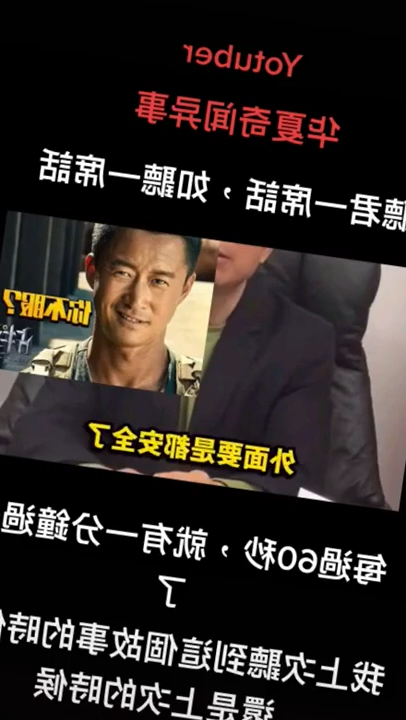 Yotuber
华夏奇闻异事
聽君一席話，如聽一席話
你不服？
外面要是都安全了
每過60秒，就有一分鐘過
了
我上次聽到這個故事的時候
還是上次的時候